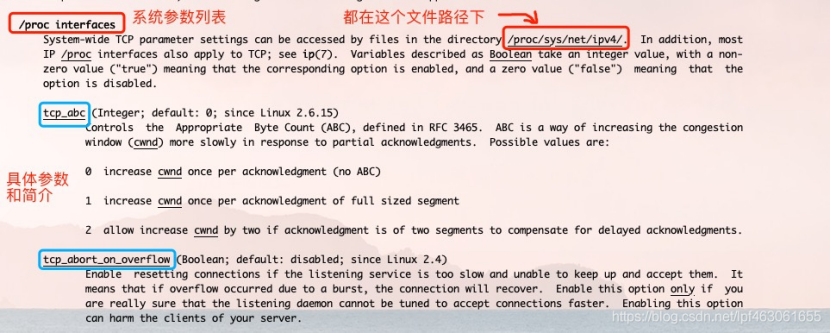 系统参数列表
都在这个文件路径下
/proc interfaces
System-wide TCP parameter settings can be accessed by files in the directory /proc/sys/net/ipv4/. In addition, most
IP /proc interfaces also apply to TCP; see ip(7). Variables described as Boolean take an integer value, with a non-
zero value ("true") meaning that the corresponding option is enabled, and a zero value ("false") meaning that the
option is disabled.
tcp_abc (Integer; default: 0; since Linux 2.6.15)
Controls the Appropriate Byte Count (ABC), defined in RFC 3465. ABC is a way of increasing the congestion
window (cwnd) more slowly in response to partial acknowledgments. Possible values are:
具体参数
和简介
0 increase cwnd once per acknowledgment (no ABC)
1 increase cwnd once per acknowledgment of full sized segment
2 allow increase cwnd by two if acknowledgment is of two segments to compensate for delayed acknowledgments.
tcp_abort_on_overflow (Boolean; default: disabled; since Linux 2.4)
Enable resetting connections if the listening service is too slow and unable to keep up and accept them. It
means that if overflow occurred due to a burst, the connection will recover. Enable this option only if you
are really sure that the listening daemon cannot be tuned to accept connections faster. Enabling this option
can harm the clients of your server.
https://blog.csdn.net/ipf463061655